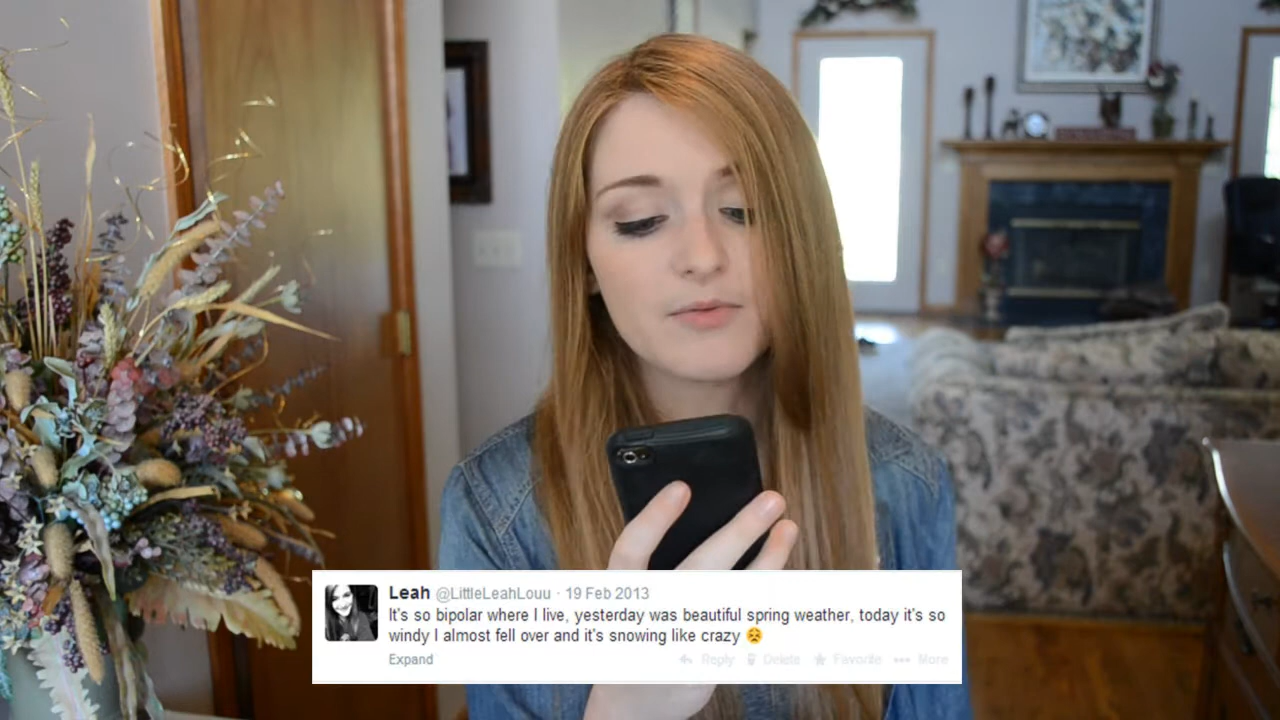 Leah @LittleLeahLouu · 19 Feb 2013
It's so bipolar where I live, yesterday was beautiful spring weather, today it's so
windy I almost fell over and it's snowing like crazy 😣
Expand Reply Delete Favorite More